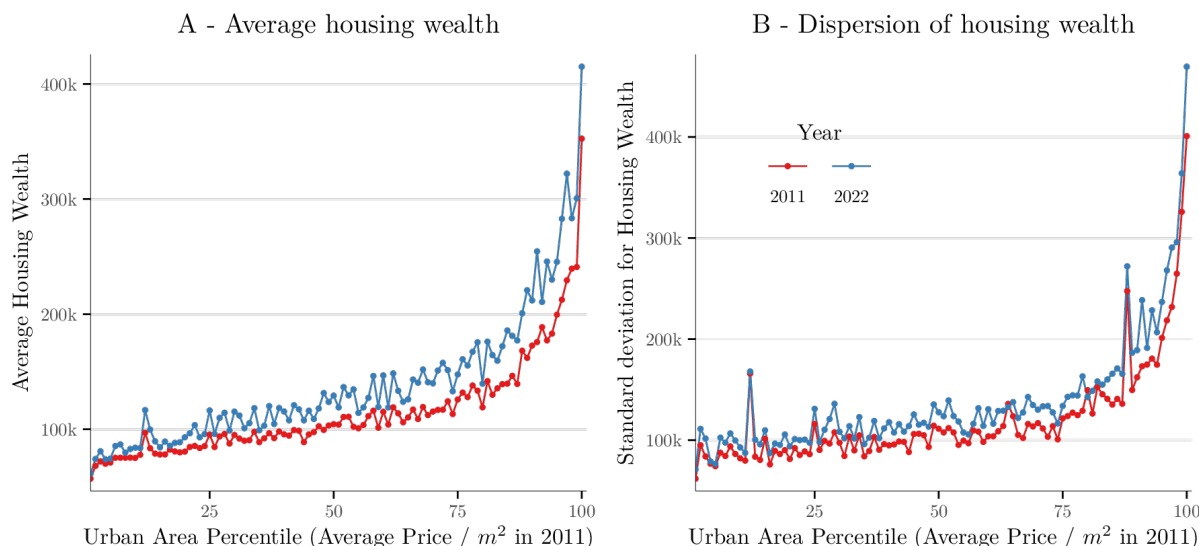 A - Average housing wealth
Average Housing Wealth
400k
300k
200k
100k
25
50
75
100
Urban Area Percentile (Average Price / m² in 2011)
B - Dispersion of housing wealth
Standard deviation for Housing Wealth
400k
300k
200k
100k
Year
2011
2022
25
50
75
100
Urban Area Percentile (Average Price / m² in 2011)